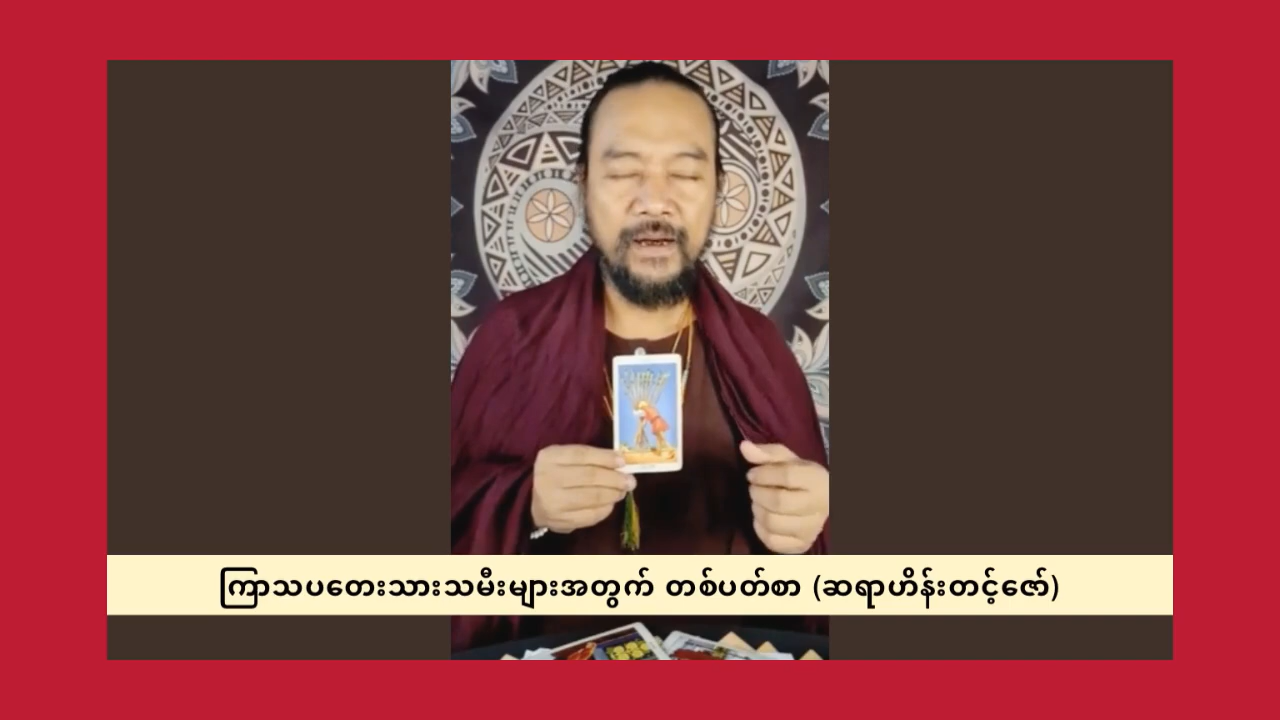 ကြာသပတေးသားသမီးများအတွက် တစ်ပတ်စာ (ဆရာဟိန်းတင့်ဇော်)